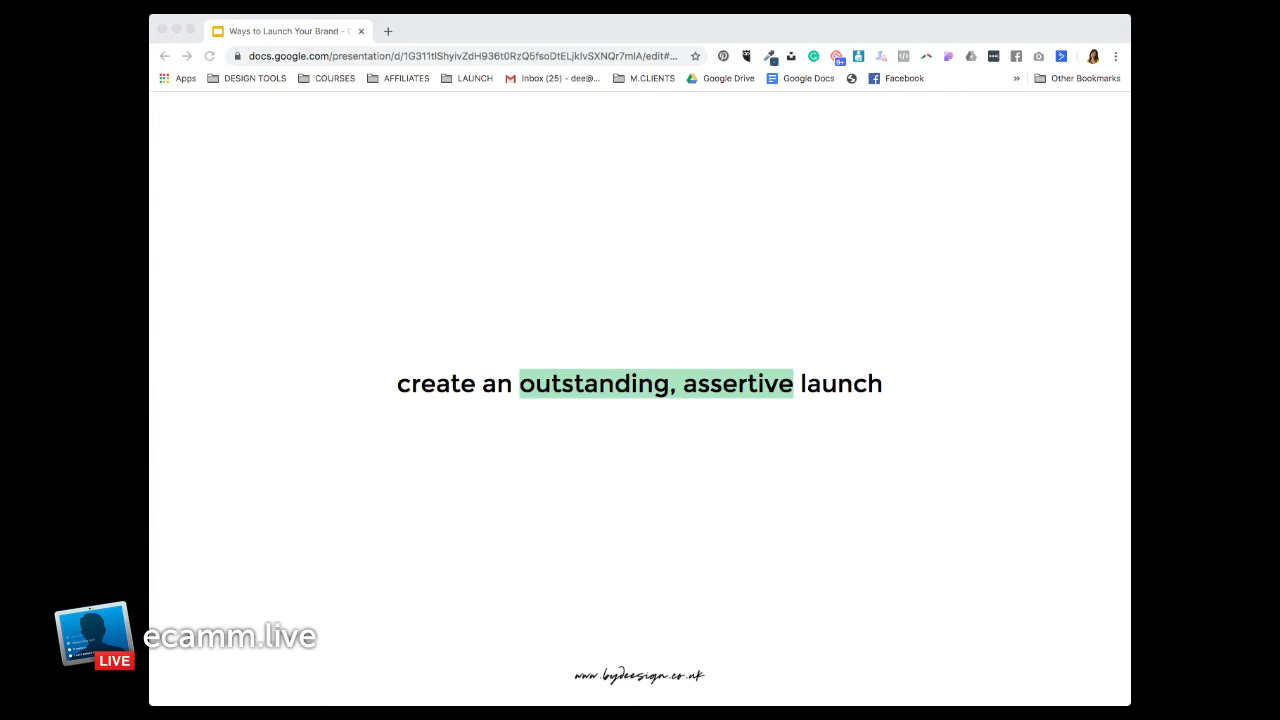 Ways to Launch Your Brand -
docs.google.com/presentation/d/1G311tIShyivZdH936t0RzQ5fsoDtELjkIvSXNQr7mIA/edit#...
Apps DESIGN TOOLS COURSES AFFILIATES LAUNCH Inbox (25) - dee@... M.CLIENTS Google Drive Google Docs Facebook » Other Bookmarks
create an outstanding, assertive launch
ecamm.live
LIVE
www.bydeesign.co.uk